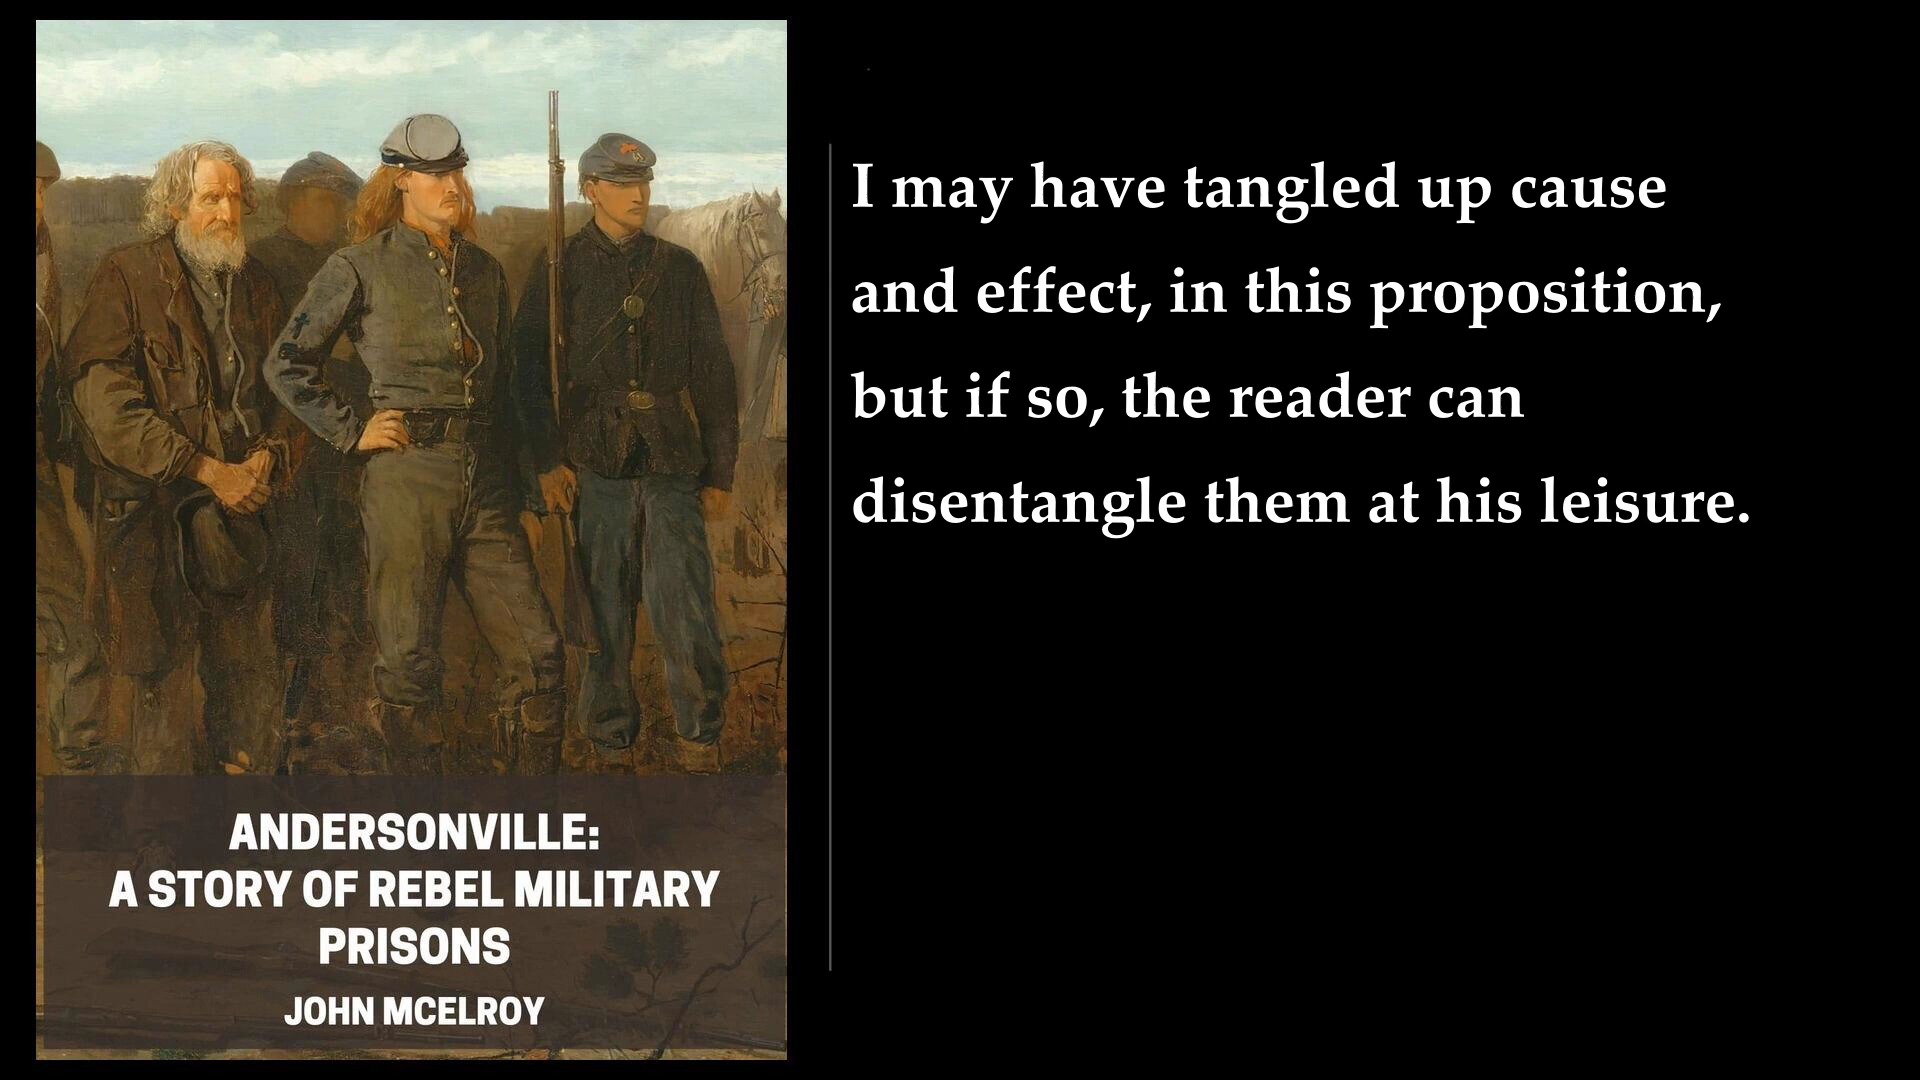 I may have tangled up cause
and effect, in this proposition,
but if so, the reader can
disentangle them at his leisure.
ANDERSONVILLE:
A STORY OF REBEL MILITARY
PRISONS
JOHN MCELROY